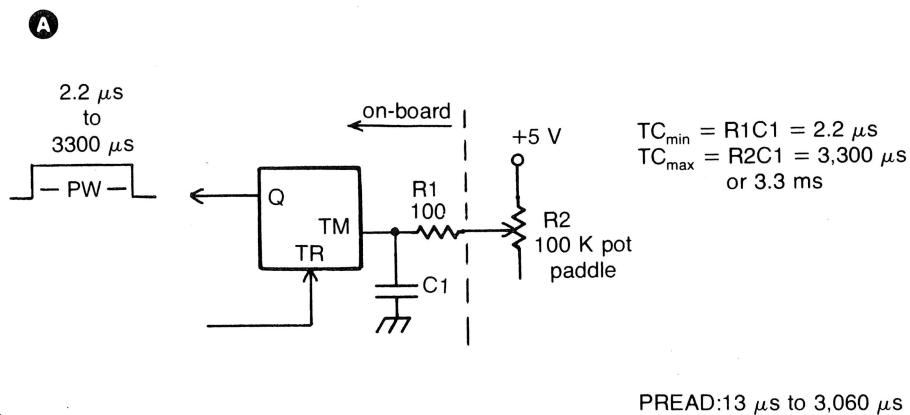 A
2.2 μs
to
3300 μs
PW
on-board
+5 V
TC_min = R1C1 = 2.2 μs
TC_max = R2C1 = 3,300 μs
or 3.3 ms
Q
TM
TR
R1
100
R2
100 K pot
paddle
C1
PREAD:13 μs to 3,060 μs